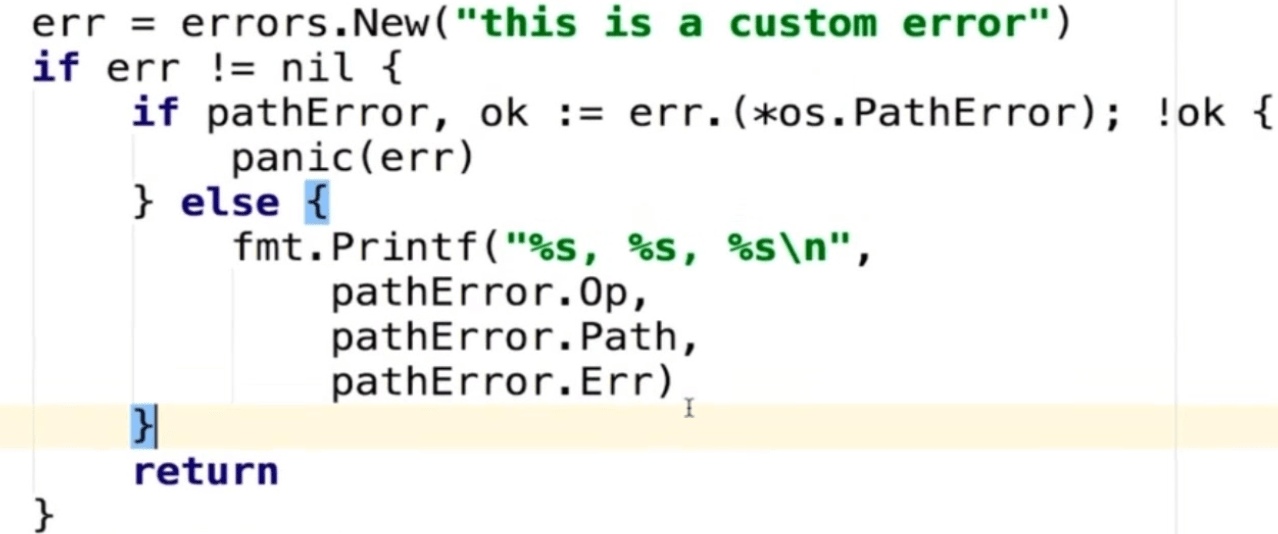 err = errors.New("this is a custom error")
if err != nil {
    if pathError, ok := err.(*os.PathError); !ok {
        panic(err)
    } else {
        fmt.Printf("%s, %s, %s\n",
            pathError.Op,
            pathError.Path,
            pathError.Err)
    }
    return
}